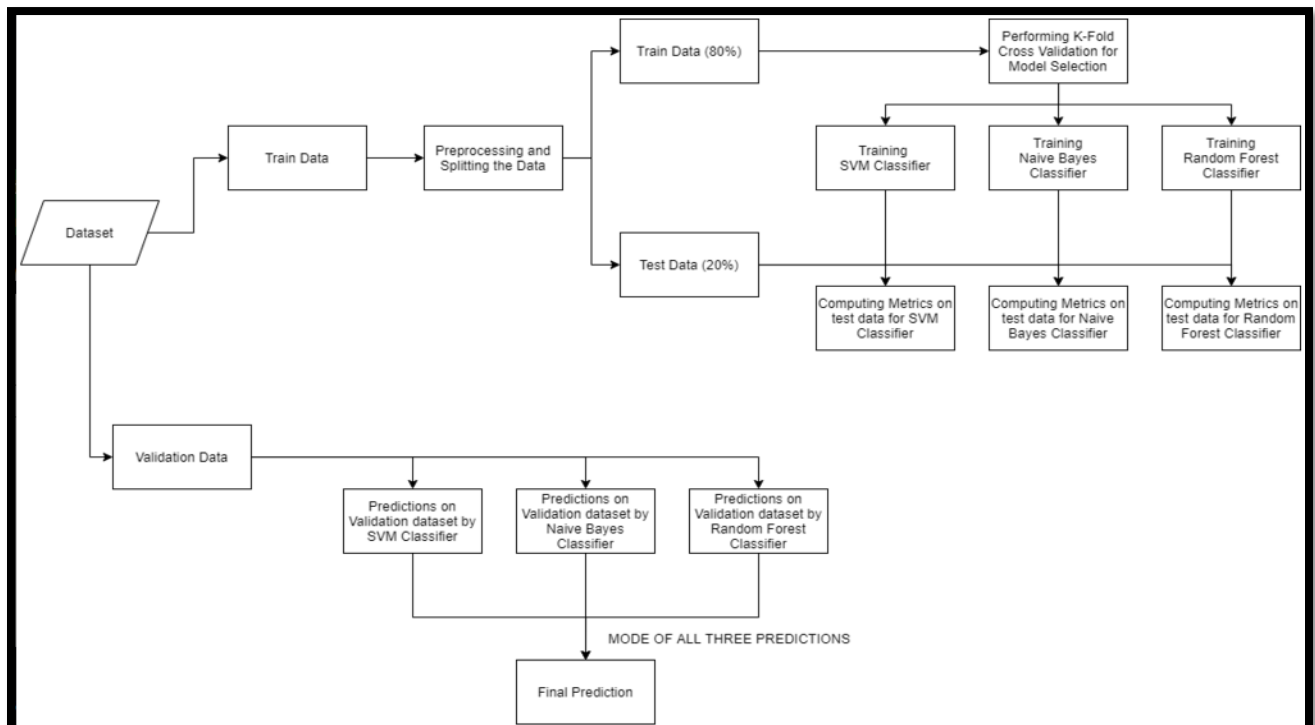 Train Data (80%)
Performing K-Fold
Cross Validation for
Model Selection
Train Data
Preprocessing and
Splitting the Data
Training
SVM Classifier
Training
Naive Bayes
Classifier
Training
Random Forest
Classifier
Dataset
Test Data (20%)
Computing Metrics on
test data for SVM
Classifier
Computing Metrics on
test data for Naive
Bayes Classifier
Computing Metrics on
test data for Random
Forest Classifier
Validation Data
Predictions on
Validation dataset by
SVM Classifier
Predictions on
Validation dataset by
Naive Bayes
Classifier
Predictions on
Validation dataset by
Random Forest
Classifier
MODE OF ALL THREE PREDICTIONS
Final Prediction